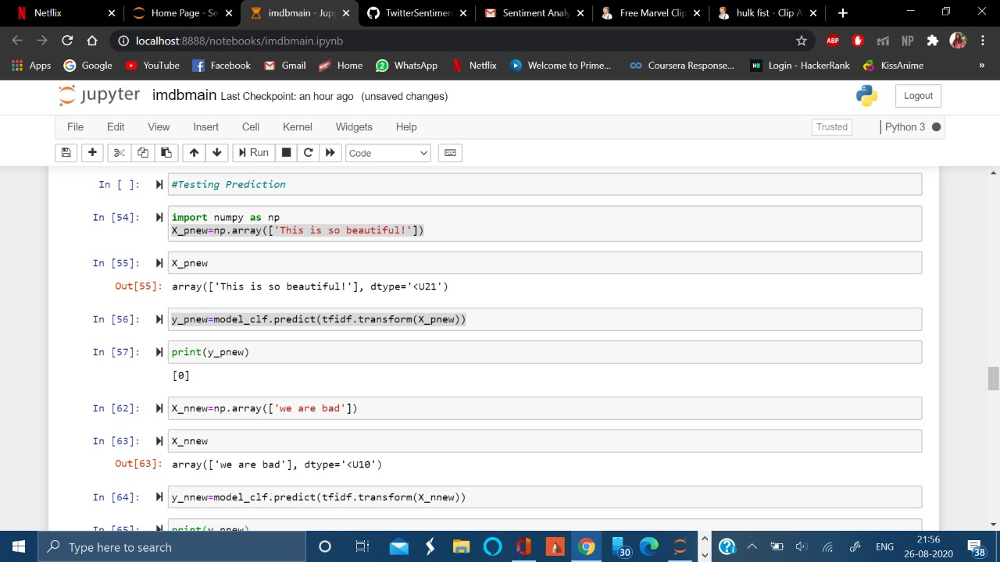 Netflix
Home Page - Se
imdbmain - Jup
TwitterSentimen
Sentiment Analy
Free Marvel Clip
hulk fist - Clip A
localhost:8888/notebooks/imdbmain.ipynb
ABP
NP
Apps
Google
YouTube
Facebook
Gmail
Home
WhatsApp
Netflix
Welcome to Prime...
Coursera Response...
Login - HackerRank
KissAnime
»
jupyter imdbmain Last Checkpoint: an hour ago (unsaved changes)
Logout
File Edit View Insert Cell Kernel Widgets Help
Trusted
Python 3
Run
Code
In [ ]: #Testing Prediction
In [54]: import numpy as np
X_pnew=np.array(['This is so beautiful!'])
In [55]: X_pnew
Out[55]: array(['This is so beautiful!'], dtype='<U21')
In [56]: y_pnew=model_clf.predict(tfidf.transform(X_pnew))
In [57]: print(y_pnew)
[0]
In [62]: X_nnew=np.array(['we are bad'])
In [63]: X_nnew
Out[63]: array(['we are bad'], dtype='<U10')
In [64]: y_nnew=model_clf.predict(tfidf.transform(X_nnew))
In [65]: print(y_nnew)
Type here to search
30
ENG
21:56
26-08-2020
38